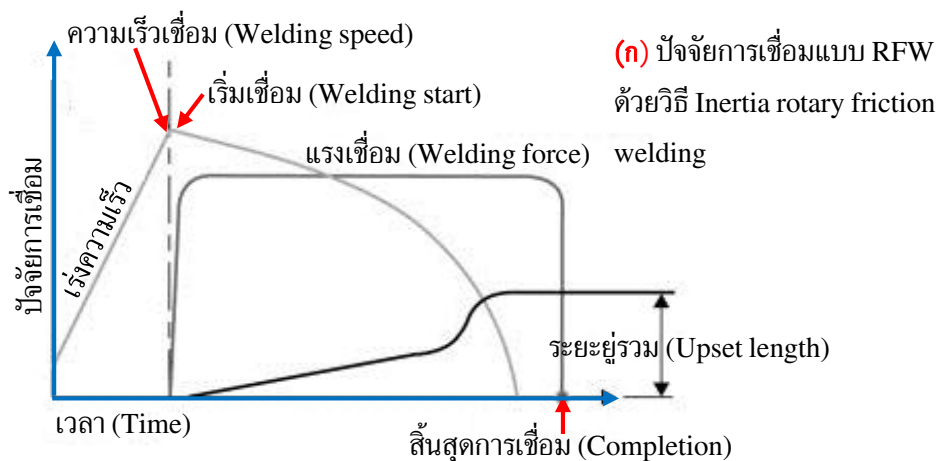 ความเร็วเชื่อม (Welding speed)
(ก) ปัจจัยการเชื่อมแบบ RFW
ด้วยวิธี Inertia rotary friction
welding
เริ่มเชื่อม (Welding start)
แรงเชื่อม (Welding force)
เร่งความเร็ว
ปัจจัยการเชื่อม
ระยะยู่รวม (Upset length)
เวลา (Time)
สิ้นสุดการเชื่อม (Completion)